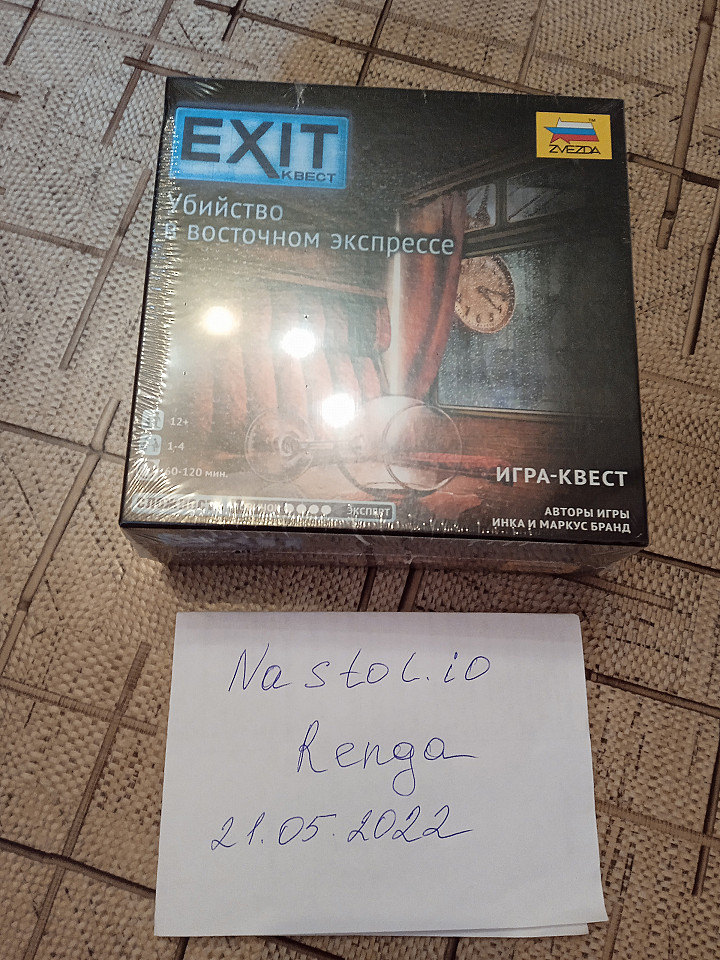 EXIT
КВЕСТ
ZVEZDA
Убийство
в восточном экспрессе
12+
1-4
60-120 мин.
ИГРА-КВЕСТ
Эксперт
АВТОРЫ ИГРЫ
ИНКА И МАРКУС БРАНД
Nastol.io
Renga
21.05.2022